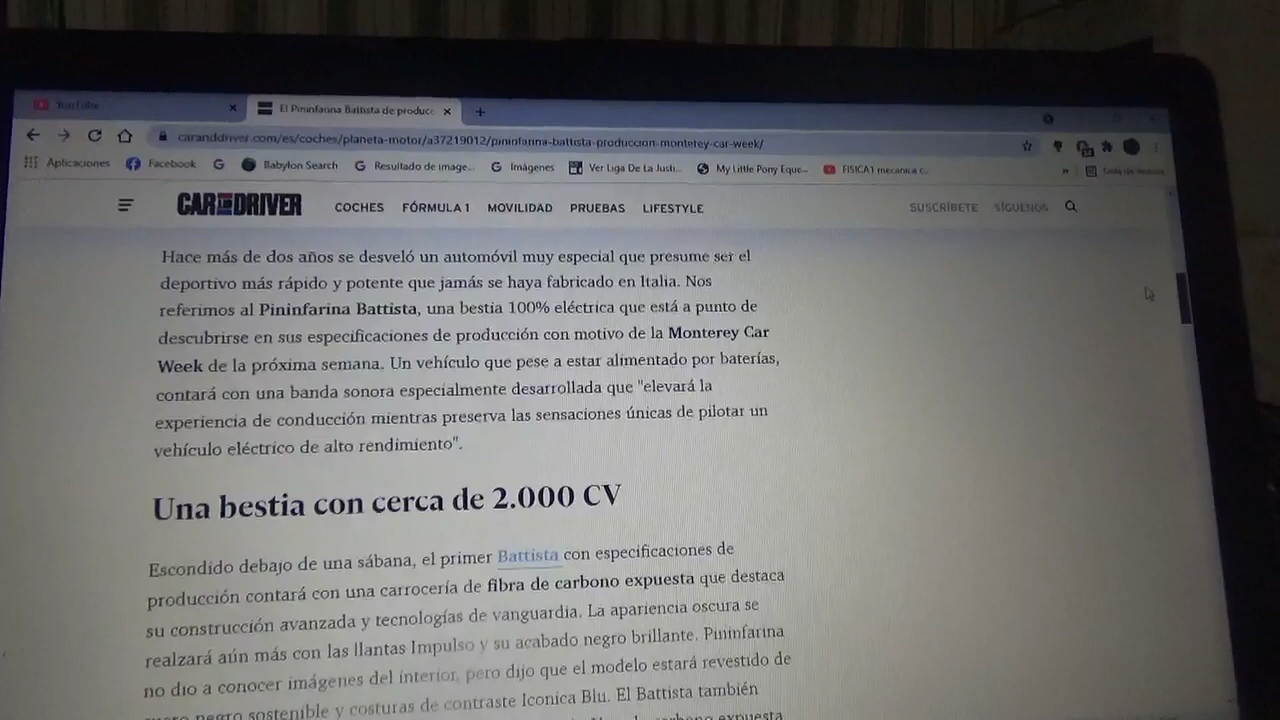 YouTube
El Pininfarina Battista de producc
caranddriver.com/es/coches/planeta-motor/a37219012/pininfarina-battista-produccion-monterey-car-week/
Aplicaciones Facebook Babylon Search Resultado de image... Imágenes Ver Liga De La Justi... My Little Pony Eque... FISICA1 mecanica c...
CAR AND DRIVER COCHES FÓRMULA 1 MOVILIDAD PRUEBAS LIFESTYLE SUSCRÍBETE SÍGUENOS
Hace más de dos años se desveló un automóvil muy especial que presume ser el
deportivo más rápido y potente que jamás se haya fabricado en Italia. Nos
referimos al Pininfarina Battista, una bestia 100% eléctrica que está a punto de
descubrirse en sus especificaciones de producción con motivo de la Monterey Car
Week de la próxima semana. Un vehículo que pese a estar alimentado por baterías,
contará con una banda sonora especialmente desarrollada que "elevará la
experiencia de conducción mientras preserva las sensaciones únicas de pilotar un
vehículo eléctrico de alto rendimiento".
Una bestia con cerca de 2.000 CV
Escondido debajo de una sábana, el primer Battista con especificaciones de
producción contará con una carrocería de fibra de carbono expuesta que destaca
su construcción avanzada y tecnologías de vanguardia. La apariencia oscura se
realzará aún más con las llantas Impulso y su acabado negro brillante. Pininfarina
no dio a conocer imágenes del interior, pero dijo que el modelo estará revestido de
negro sostenible y costuras de contraste Iconica Blu. El Battista también
carbono expuesta